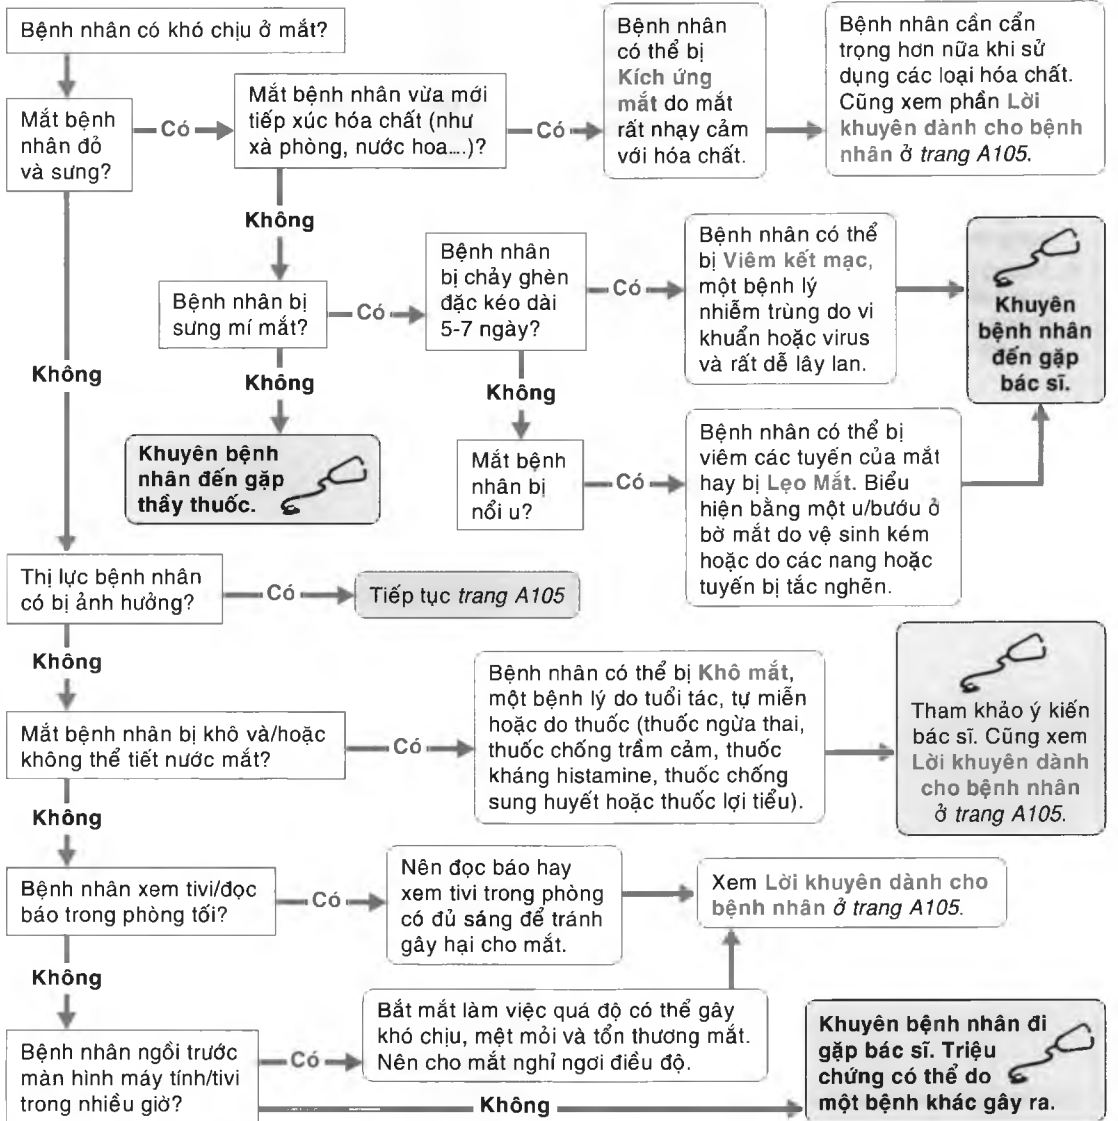 Bệnh nhân có khó chịu ở mắt?
Mắt bệnh
nhân đỏ
và sưng?
Có
Mắt bệnh nhân vừa mới
tiếp xúc hóa chất (như
xà phòng, nước hoa....)?
Có
Bệnh nhân
có thể bị
Kích ứng
mắt do mắt
rất nhạy cảm
với hóa chất.
Bệnh nhân cần cẩn
trọng hơn nữa khi sử
dụng các loại hóa chất.
Cũng xem phần Lời
khuyên dành cho bệnh
nhân ở trang A105.
Không
Bệnh nhân bị
sưng mí mắt?
Có
Bệnh nhân
bị chảy ghèn
đặc kéo dài
5-7 ngày?
Có
Bệnh nhân có thể
bị Viêm kết mạc,
một bệnh lý
nhiễm trùng do vi
khuẩn hoặc virus
và rất dễ lây lan.
Khuyên
bệnh nhân
đến gặp
bác sĩ.
Không
Không
Không
Khuyên bệnh
nhân đến gặp
thầy thuốc.
Mắt bệnh
nhân bị
nổi u?
Có
Bệnh nhân có thể bị
viêm các tuyến của mắt
hay bị Lẹo Mắt. Biểu
hiện bằng một u/bướu ở
bờ mắt do vệ sinh kém
hoặc do các nang hoặc
tuyến bị tắc nghẽn.
Thị lực bệnh nhân
có bị ảnh hưởng?
Có
Tiếp tục trang A105
Không
Mắt bệnh nhân bị khô và/hoặc
không thể tiết nước mắt?
Có
Bệnh nhân có thể bị Khô mắt,
một bệnh lý do tuổi tác, tự miễn
hoặc do thuốc (thuốc ngừa thai,
thuốc chống trầm cảm, thuốc
kháng histamine, thuốc chống
sung huyết hoặc thuốc lợi tiểu).
Tham khảo ý kiến
bác sĩ. Cũng xem
Lời khuyên dành
cho bệnh nhân
ở trang A105.
Không
Bệnh nhân xem tivi/đọc
báo trong phòng tối?
Có
Nên đọc báo hay
xem tivi trong phòng
có đủ sáng để tránh
gây hại cho mắt.
Xem Lời khuyên dành cho
bệnh nhân ở trang A105.
Không
Bệnh nhân ngồi trước
màn hình máy tính/tivi
trong nhiều giờ?
Có
Bắt mắt làm việc quá độ có thể gây
khó chịu, mệt mỏi và tổn thương mắt.
Nên cho mắt nghỉ ngơi điều độ.
Không
Khuyên bệnh nhân đi
gặp bác sĩ. Triệu
chứng có thể do
một bệnh khác gây ra.